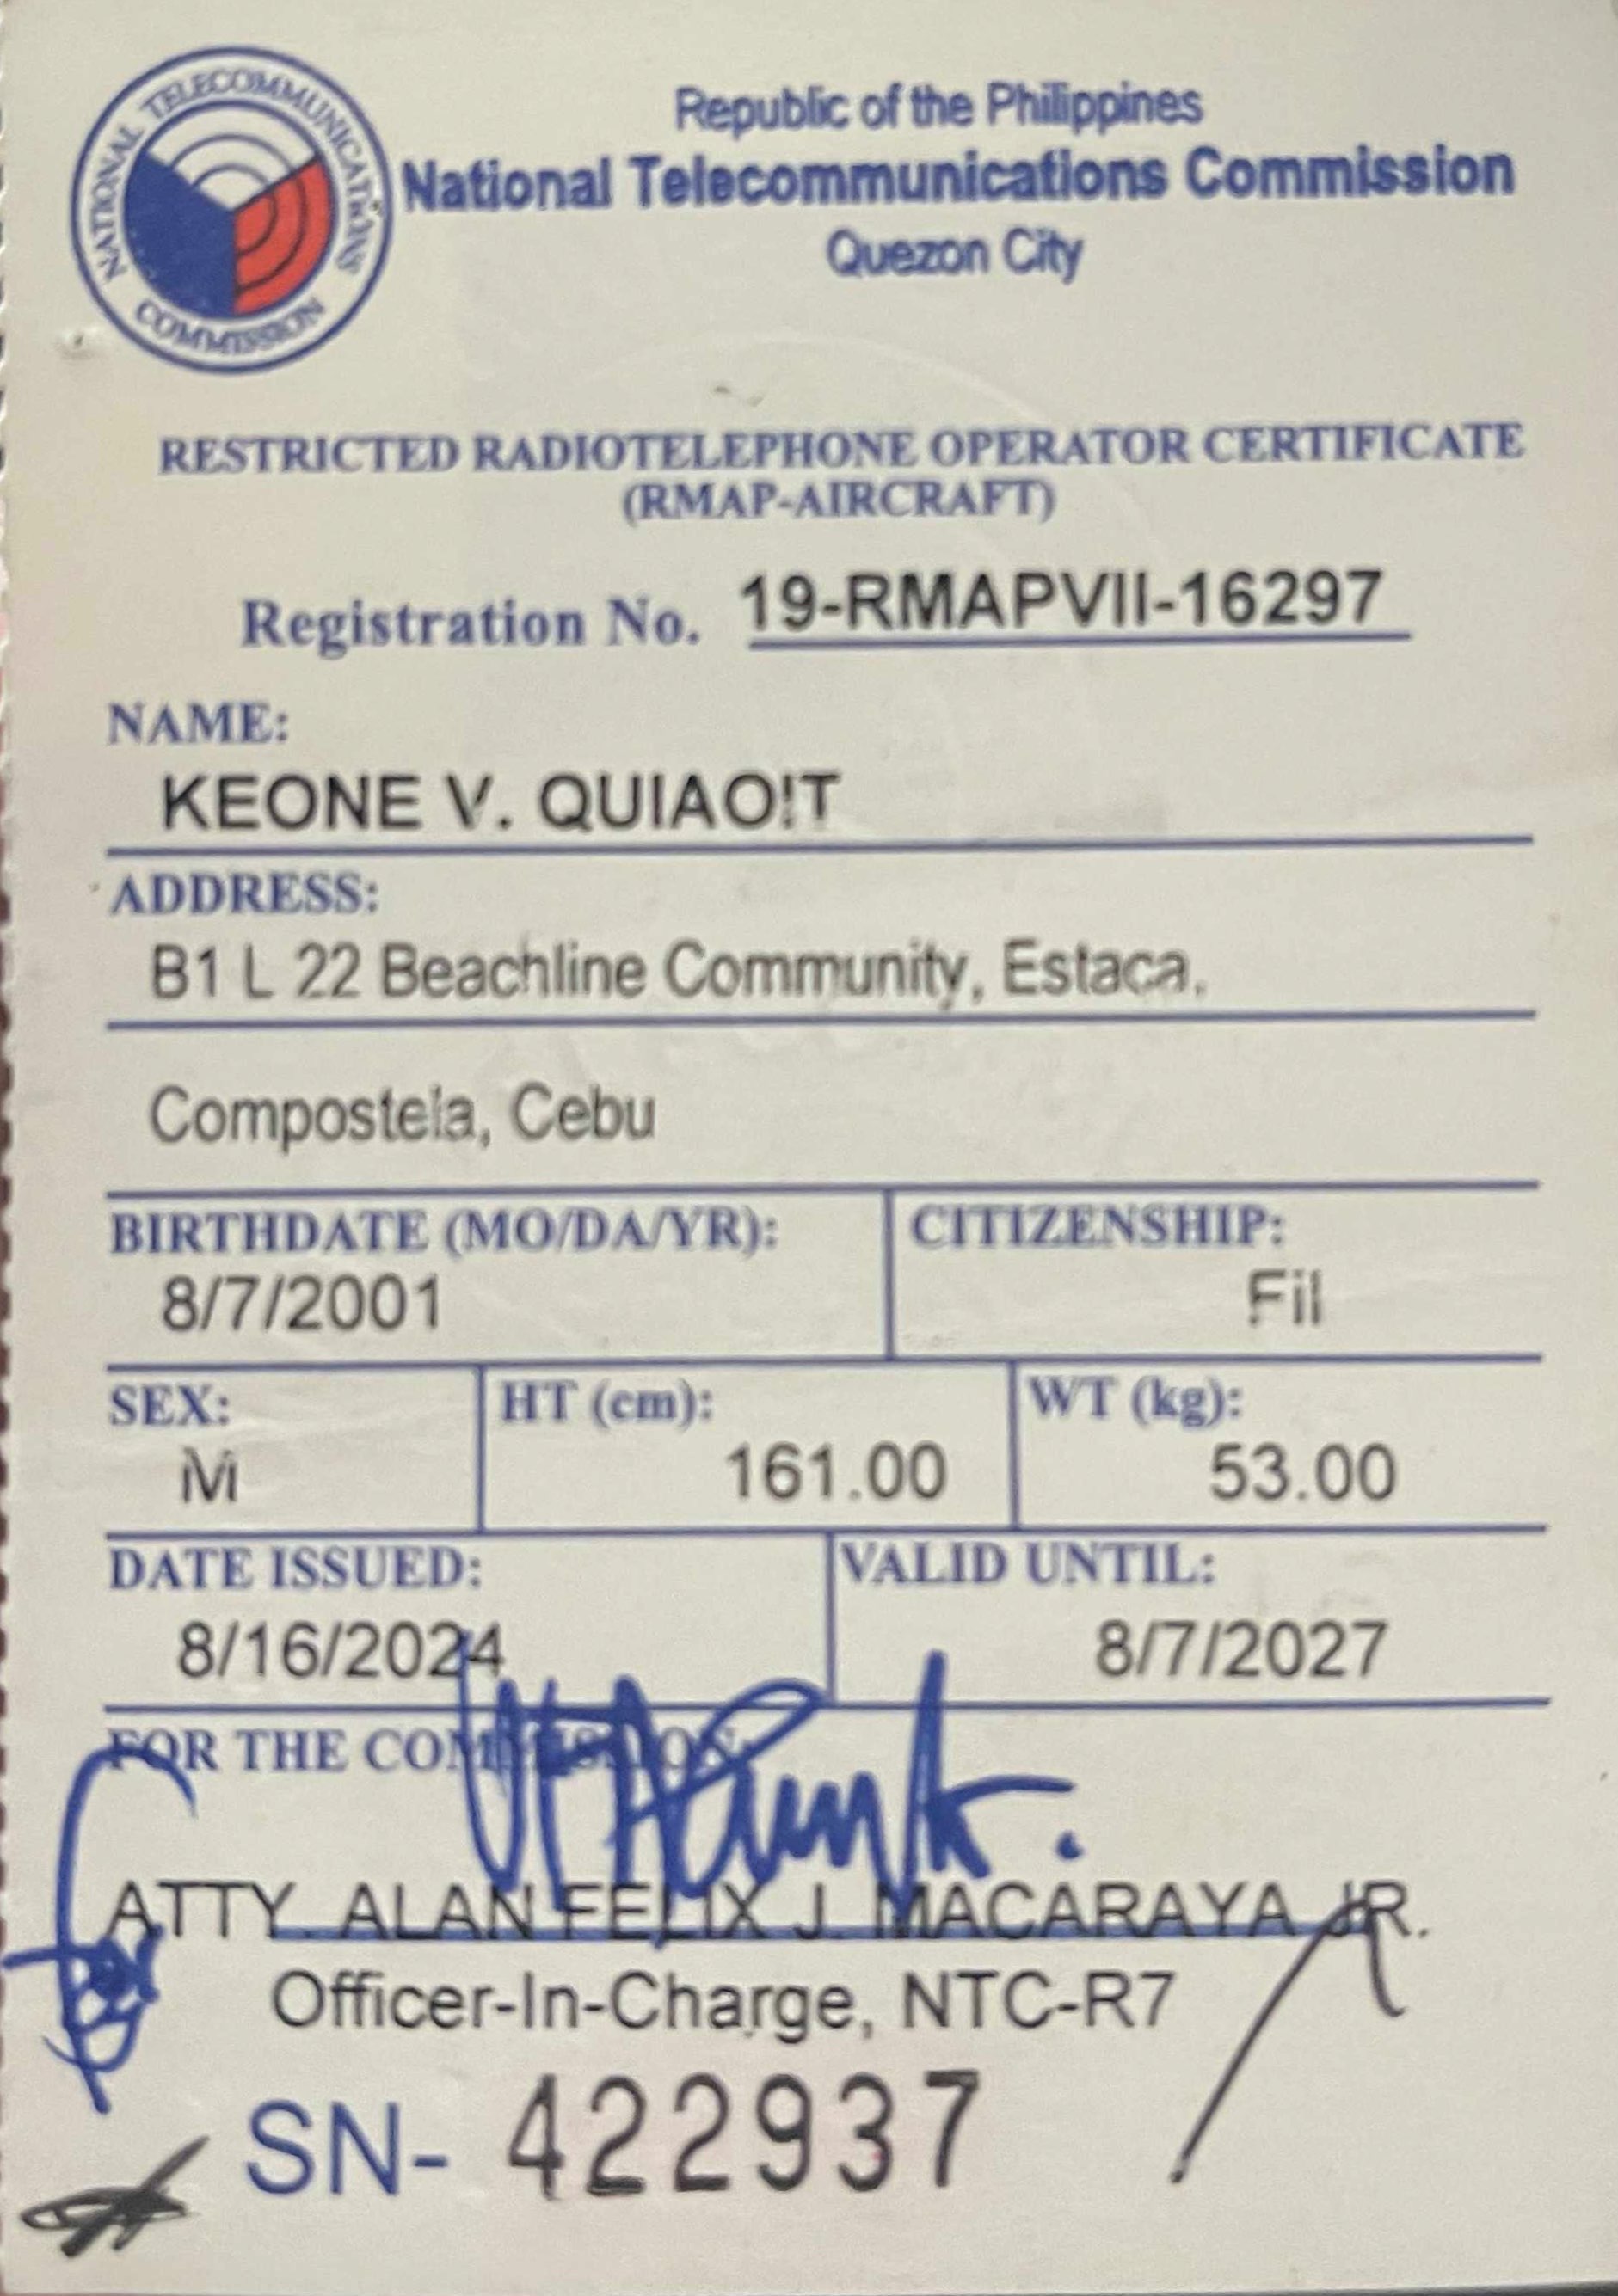 NATIONAL TELECOMMUNICATIONS COMMISSION
Republic of the Philippines
National Telecommunications Commission
Quezon City
RESTRICTED RADIOTELEPHONE OPERATOR CERTIFICATE
(RMAP-AIRCRAFT)
Registration No. 19-RMAPVII-16297
NAME:
KEONE V. QUIAOIT
ADDRESS:
B1 L 22 Beachline Community, Estaca,
Compostela, Cebu
BIRTHDATE (MO/DA/YR): CITIZENSHIP:
8/7/2001 Fil
SEX: HT (cm): WT (kg):
M 161.00 53.00
DATE ISSUED: VALID UNTIL:
8/16/2024 8/7/2027
FOR THE COMMISSION:
ATTY. ALAN FELIX J. MACARAYA JR.
Officer-In-Charge, NTC-R7
SN- 422937